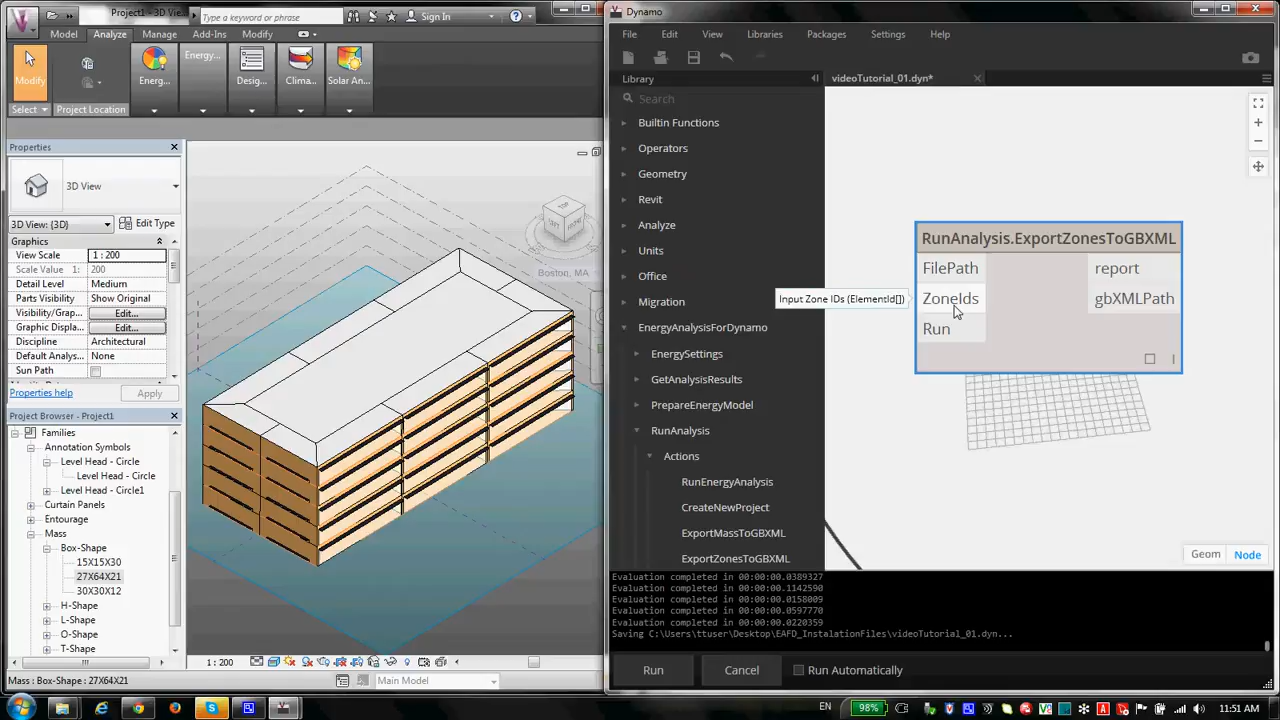 Project1 - 3D Vie...
Type a keyword or phrase
Sign In
Model
Analyze
Manage
Add-Ins
Modify
Modify
Energ...
Energy...
Desig...
Clima...
Solar An...
Select
Project Location
Properties
3D View
3D View: {3D}
Edit Type
Graphics
View Scale
1 : 200
Scale Value 1:
200
Detail Level
Medium
Parts Visibility
Show Original
Visibility/Grap...
Edit...
Graphic Displa...
Edit...
Discipline
Architectural
Default Analys...
None
Sun Path
Properties help
Apply
Project Browser - Project1
Families
Annotation Symbols
Level Head - Circle
Level Head - Circle
Level Head - Circle1
Curtain Panels
Entourage
Mass
Box-Shape
15X15X30
27X64X21
30X30X12
H-Shape
L-Shape
O-Shape
T-Shape
TOP
Boston, MA
1 : 200
Mass : Box-Shape : 27X64X21
Main Model
Dynamo
File
Edit
View
Libraries
Packages
Settings
Help
Library
videoTutorial_01.dyn*
Search
Builtin Functions
Operators
Geometry
Revit
Analyze
Units
Office
Migration
EnergyAnalysisForDynamo
EnergySettings
GetAnalysisResults
PrepareEnergyModel
RunAnalysis
Actions
RunEnergyAnalysis
CreateNewProject
ExportMassToGBXML
ExportZonesToGBXML
RunAnalysis.ExportZonesToGBXML
FilePath
report
Input Zone IDs (ElementId[])
ZoneIds
gbXMLPath
Run
Geom
Node
Evaluation completed in 00:00:00.0389327
Evaluation completed in 00:00:00.1142590
Evaluation completed in 00:00:00.0158009
Evaluation completed in 00:00:00.0597770
Evaluation completed in 00:00:00.0220359
Saving C:\Users\ttuser\Desktop\EAFD_InstalationFiles\videoTutorial_01.dyn...
Run
Cancel
Run Automatically
EN
98%
11:51 AM